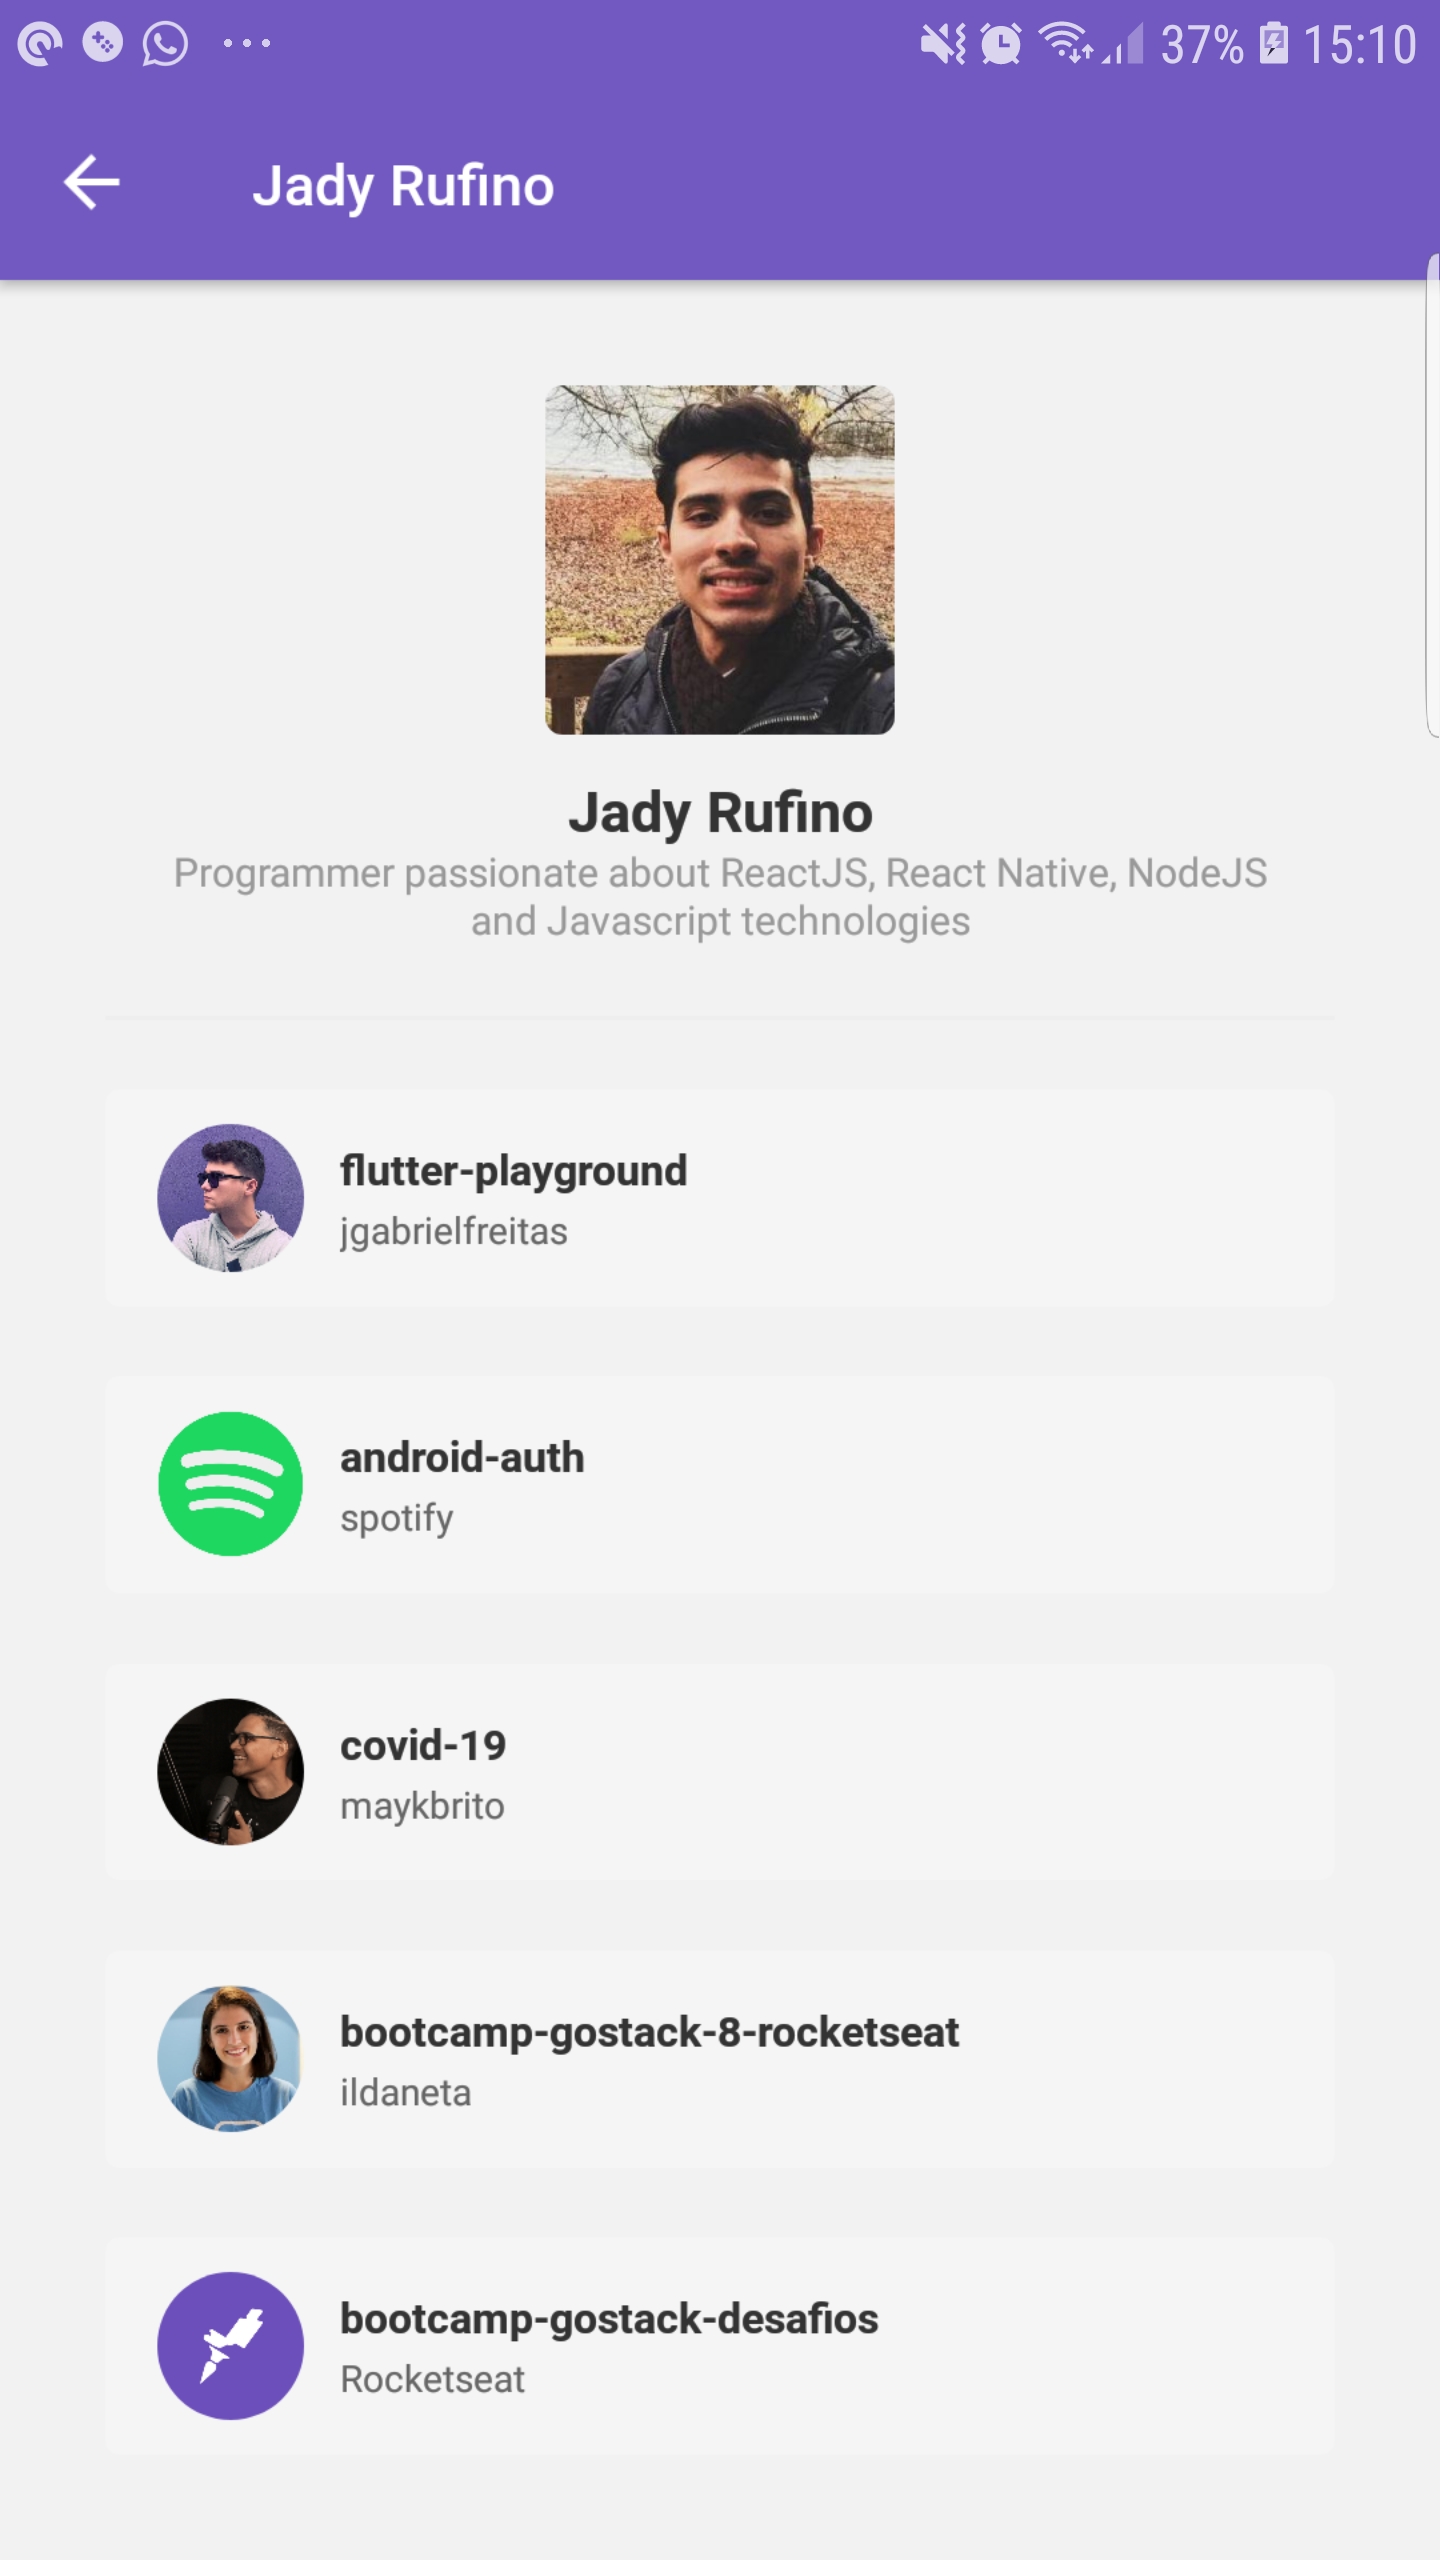 37% 15:10
Jady Rufino
Jady Rufino
Programmer passionate about ReactJS, React Native, NodeJS
and Javascript technologies
flutter-playground
jgabrielfreitas
android-auth
spotify
covid-19
maykbrito
bootcamp-gostack-8-rocketseat
ildaneta
bootcamp-gostack-desafios
Rocketseat